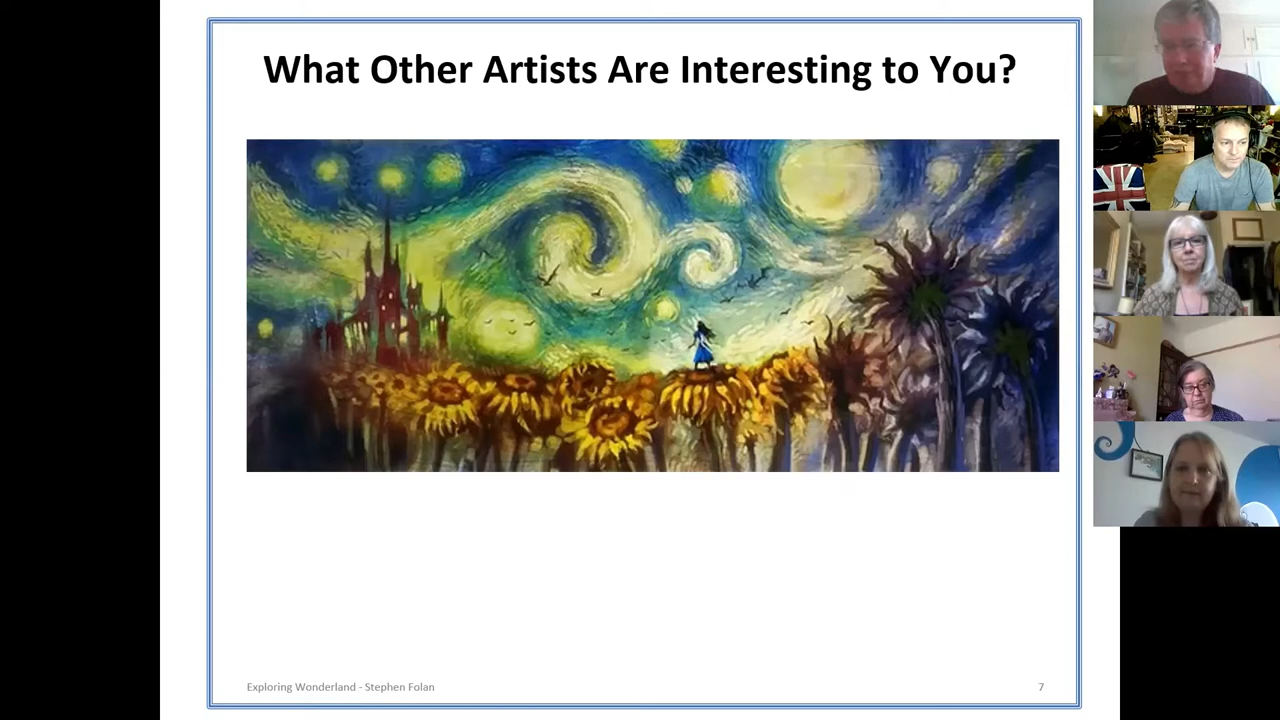 What Other Artists Are Interesting to You?
Exploring Wonderland - Stephen Folan
7